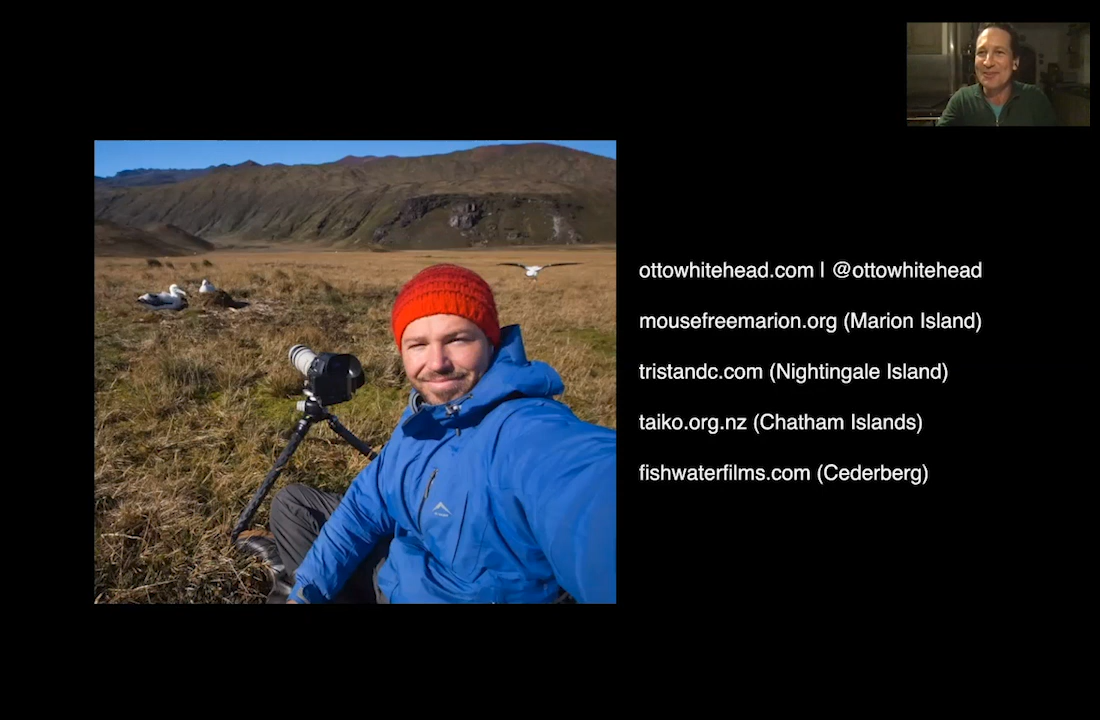 ottowhitehead.com | @ottowhitehead
mousefreemarion.org (Marion Island)
tristandc.com (Nightingale Island)
taiko.org.nz (Chatham Islands)
fishwaterfilms.com (Cederberg)